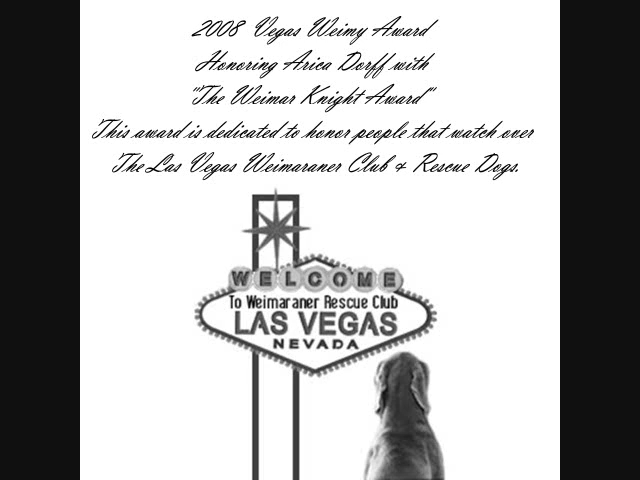 2008 Vegas Weimy Award
Honoring Arica Dorff with
"The Weimar Knight Award"
This award is dedicated to honor people that watch over
The Las Vegas Weimaraner Club & Rescue Dogs.
WELCOME
To Weimaraner Rescue Club
LAS VEGAS
NEVADA